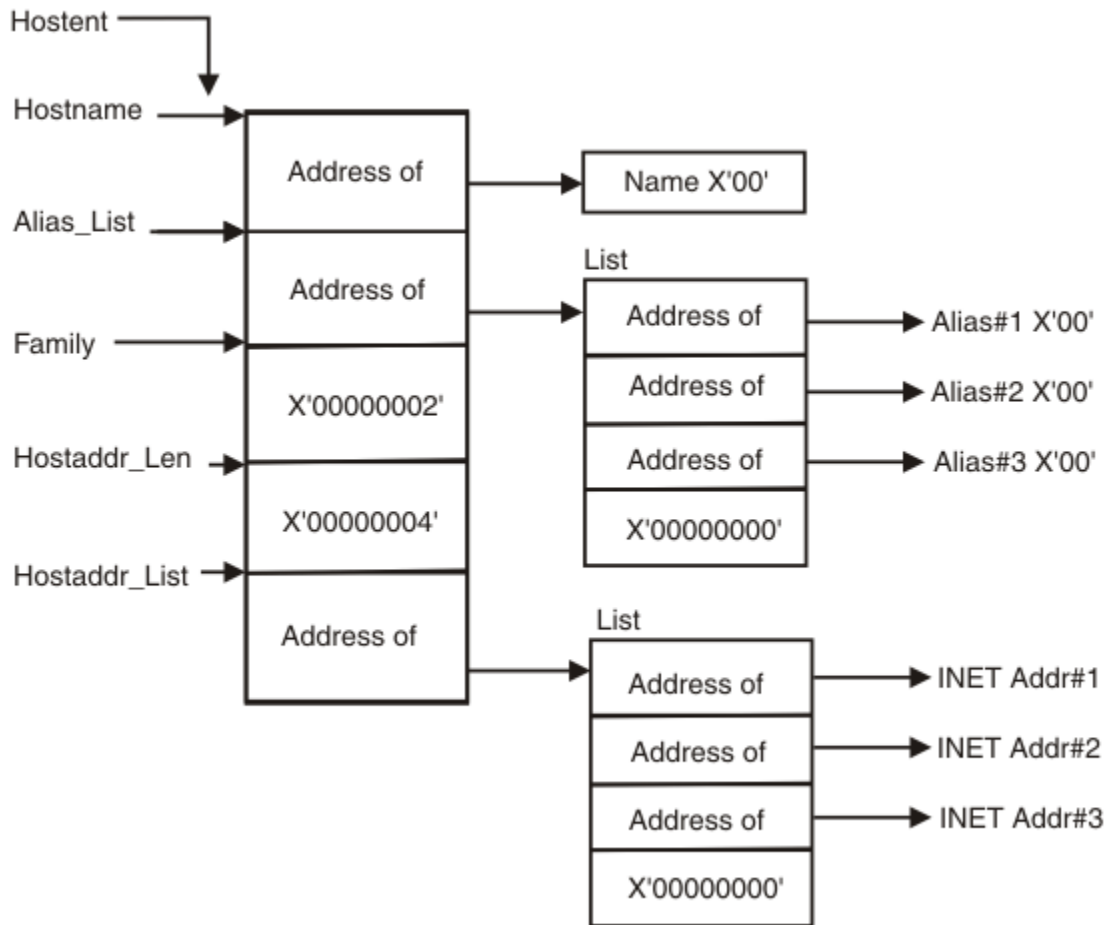 Hostent
Hostname
Address of
Name X'00'
Alias_List
Address of
List
Address of
Alias#1 X'00'
Family
X'00000002'
Address of
Alias#2 X'00'
Hostaddr_Len
Address of
Alias#3 X'00'
X'00000004'
X'00000000'
Hostaddr_List
Address of
List
Address of
INET Addr#1
Address of
INET Addr#2
Address of
INET Addr#3
X'00000000'